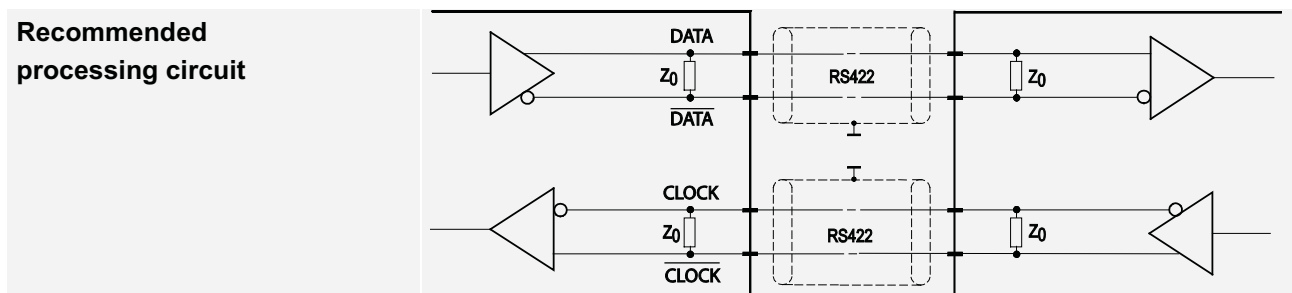 Recommended
processing circuit
DATA
Z0
RS422
Z0
DATA
CLOCK
Z0
RS422
Z0
CLOCK